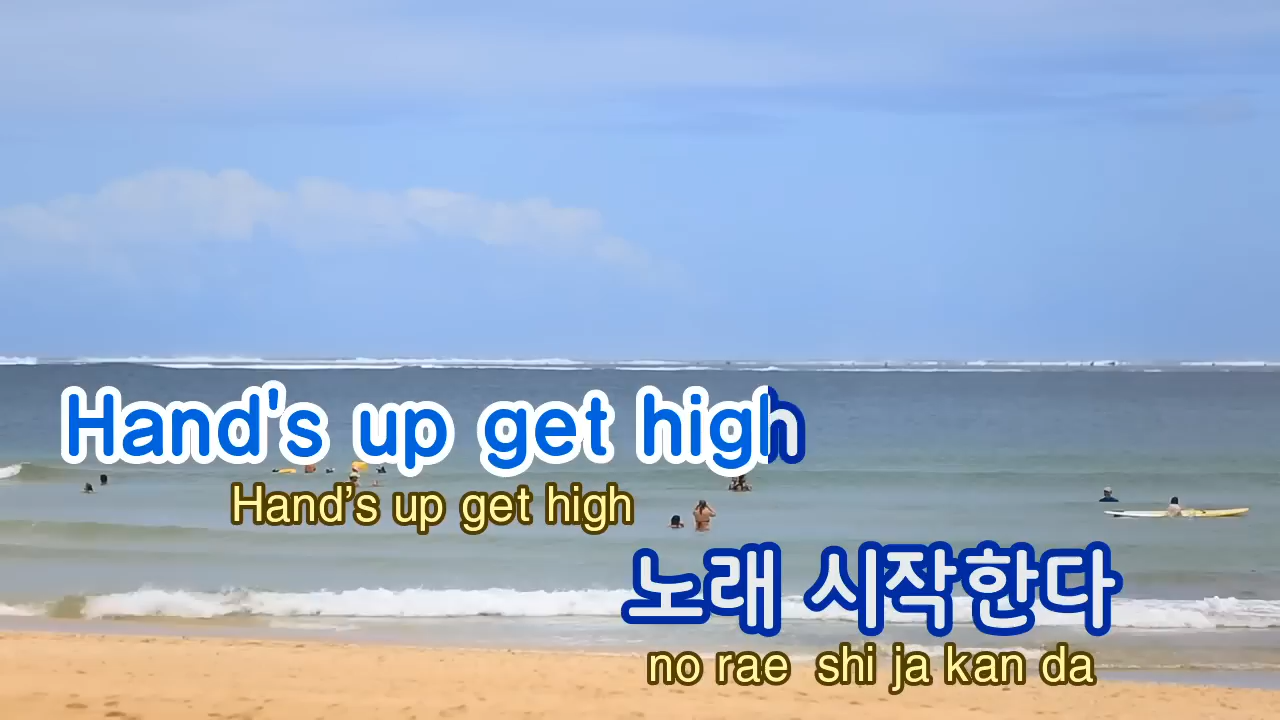 Hand's up get high
Hand’s up get high
노래 시작한다
no rae shi ja kan da